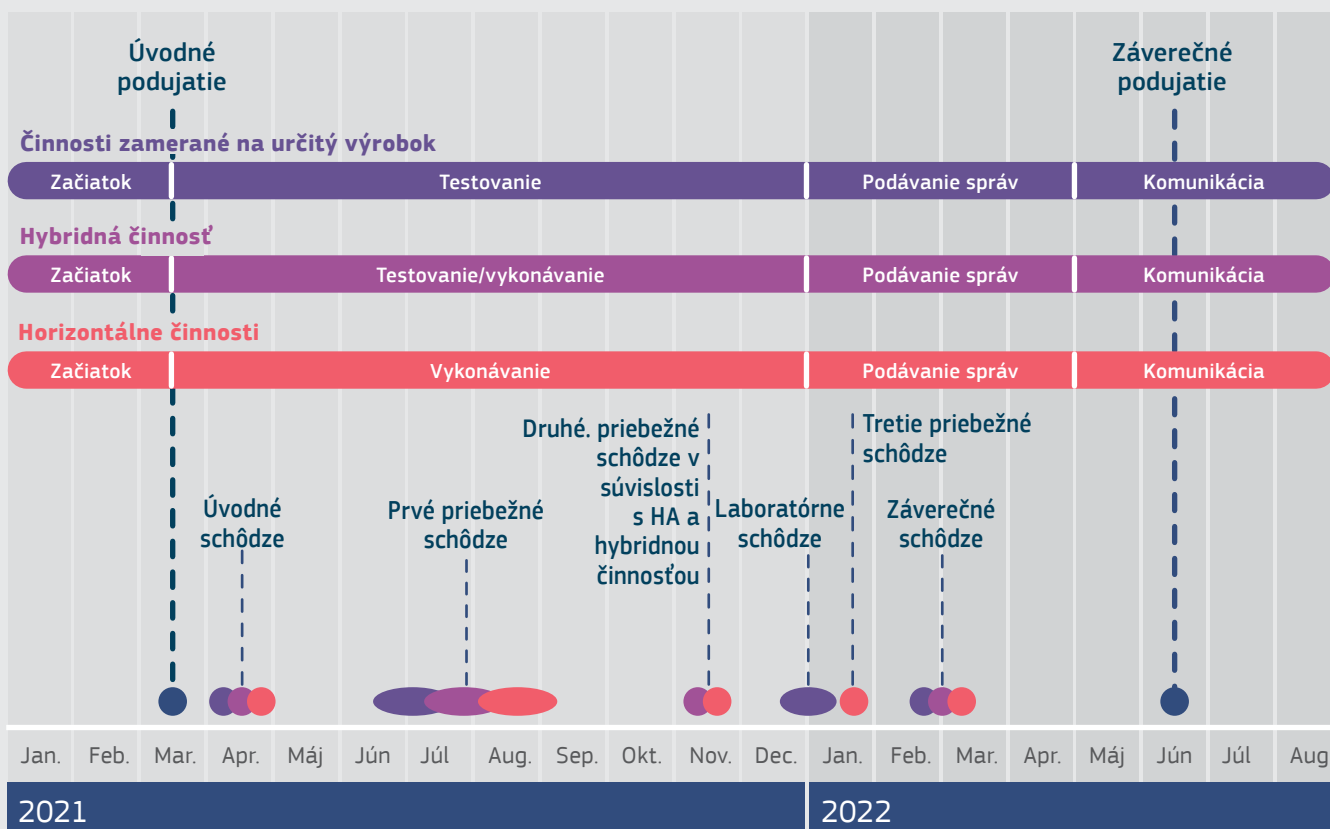 Úvodné
podujatie
Záverečné
podujatie
Činnosti zamerané na určitý výrobok
Začiatok
Testovanie
Podávanie správ
Komunikácia
Hybridná činnosť
Začiatok
Testovanie/vykonávanie
Podávanie správ
Komunikácia
Horizontálne činnosti
Začiatok
Vykonávanie
Podávanie správ
Komunikácia
Úvodné
schôdze
Prvé priebežné
schôdze
Druhé. priebežné
schôdze v
súvislosti
s HA a
hybridnou
činnosťou
Laboratórne
schôdze
Tretie priebežné
schôdze
Záverečné
schôdze
Jan. Feb. Mar. Apr. Máj Jún Júl Aug. Sep. Okt. Nov. Dec. Jan. Feb. Mar. Apr. Máj Jún Júl Aug
2021 2022